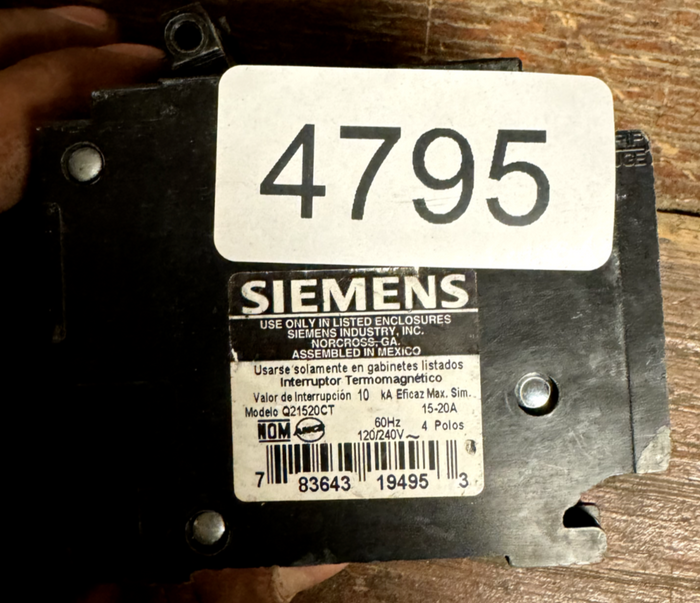 4795
SIEMENS
USE ONLY IN LISTED ENCLOSURES
SIEMENS INDUSTRY, INC.
NORCROSS, GA.
ASSEMBLED IN MEXICO
Usarse solamente en gabinetes listados
Interruptor Termomagnético
Valor de Interrupción 10 kA Eficaz Max. Sim.
Modelo Q21520CT 15-20A
NOM ANCE 60Hz 4 Polos
120/240V ~
7 83643 19495 3